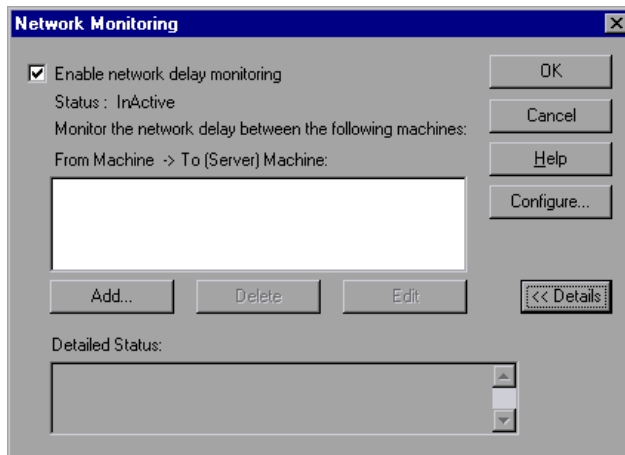 Network Monitoring
Enable network delay monitoring
OK
Status : InActive
Cancel
Monitor the network delay between the following machines:
Help
From Machine -> To (Server) Machine:
Configure...
Add...
Delete
Edit
<< Details
Detailed Status: